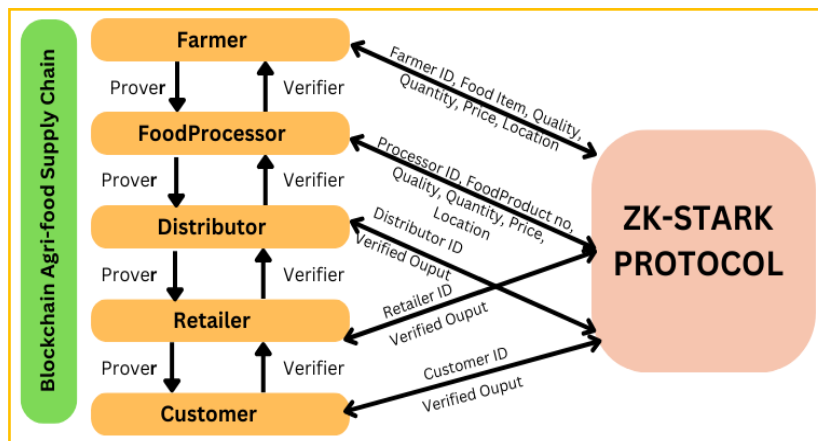 Blockchain Agri-food Supply Chain
Farmer
Prover
Verifier
FoodProcessor
Prover
Verifier
Distributor
Prover
Verifier
Retailer
Prover
Verifier
Customer
Farmer ID, Food Item, Quality,
Quantity, Price, Location
Processor ID, FoodProduct no,
Quality, Quantity, Price,
Location
Distributor ID
Verified Ouput
Retailer ID
Verified Ouput
Customer ID
Verified Ouput
ZK-STARK
PROTOCOL